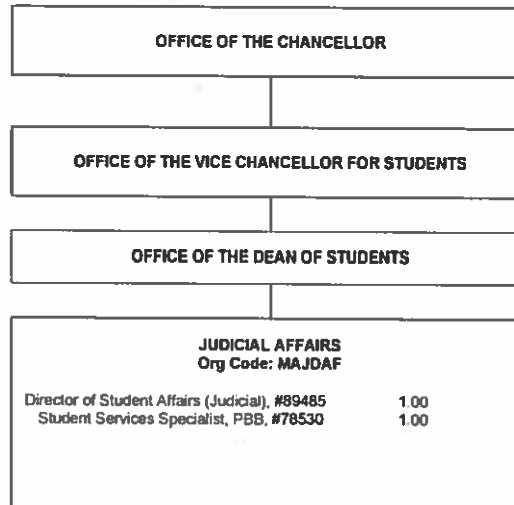 OFFICE OF THE CHANCELLOR
OFFICE OF THE VICE CHANCELLOR FOR STUDENTS
OFFICE OF THE DEAN OF STUDENTS
JUDICIAL AFFAIRS
Org Code: MAJDAF
Director of Student Affairs (Judicial), #89485 1.00
Student Services Specialist, PBB, #78530 1.00